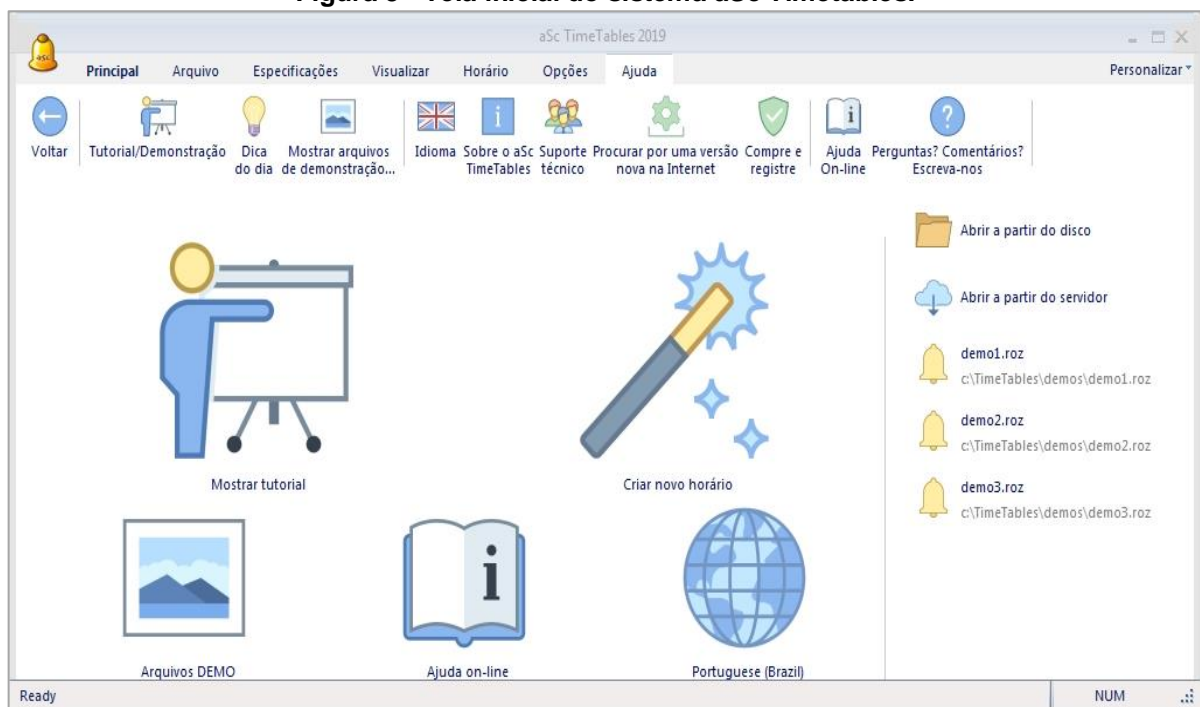 Figura - Tela inicial do sistema aSc Timetables.
aSc TimeTables 2019
aSc
Principal Arquivo Especificações Visualizar Horário Opções Ajuda Personalizar
Voltar Tutorial/Demonstração Dica Mostrar arquivos Idioma Sobre o aSc Suporte Procurar por uma versão Compre e Ajuda Perguntas? Comentários?
do dia de demonstração... TimeTables técnico nova na Internet registre On-line Escreva-nos
Abrir a partir do disco
Abrir a partir do servidor
demo1.roz
c:\TimeTables\demos\demo1.roz
demo2.roz
c:\TimeTables\demos\demo2.roz
demo3.roz
c:\TimeTables\demos\demo3.roz
Mostrar tutorial Criar novo horário
Arquivos DEMO Ajuda on-line Portuguese (Brazil)
Ready NUM